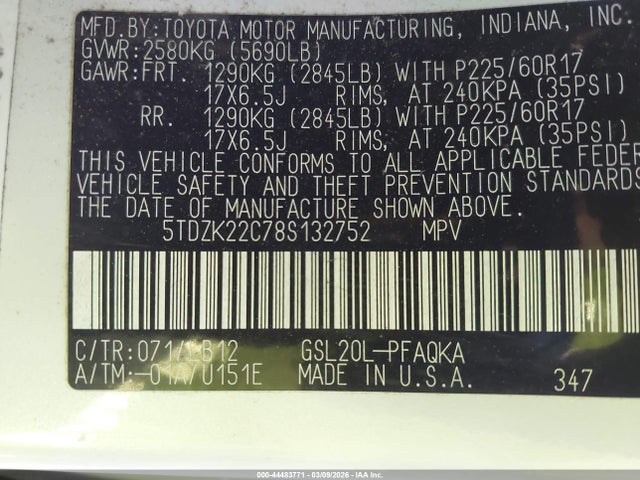 MFD.BY:TOYOTA MOTOR MANUFACTURING, INDIANA, INC.
GVWR:2580KG (5690LB)
GAWR:FRT. 1290KG (2845LB) WITH P225/60R17
17X6.5J RIMS, AT 240KPA (35PSI)
RR. 1290KG (2845LB) WITH P225/60R17
17X6.5J RIMS, AT 240KPA (35PSI)
THIS VEHICLE CONFORMS TO ALL APPLICABLE FEDER
VEHICLE SAFETY AND THEFT PREVENTION STANDARDS
THE DATE OF MANUFACTURE SHOWN ABOVE.
5TDZK22C78S132752 MPV
C/TR: GSL20L-PFAQKA
A/TM:-01A/U151E MADE IN U.S.A. 347
000-44483771 - 03/09/2026 - IAA Inc.